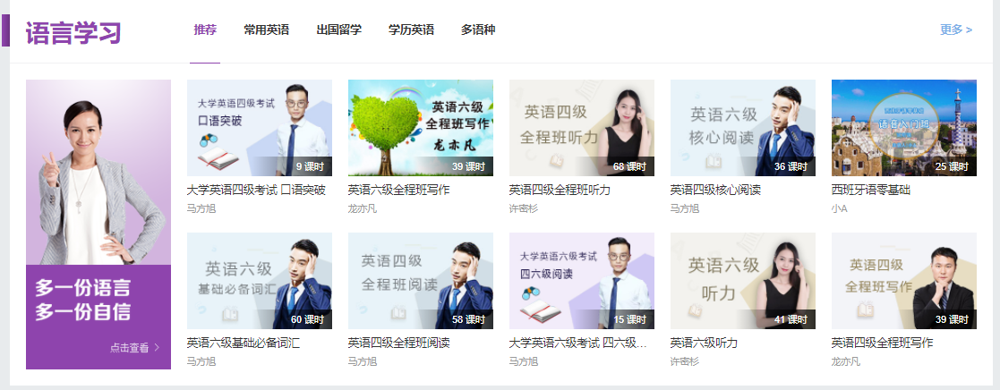 语言学习
推荐 常用英语 出国留学 学历英语 多语种
更多 >
多一份语言
多一份自信
点击查看 >
大学英语四级考试
口语突破
9 课时
大学英语四级考试 口语突破
马方旭
英语六级
全程班写作
龙亦凡
39 课时
英语六级全程班写作
龙亦凡
英语四级
全程班听力
68 课时
英语四级全程班听力
许密杉
英语六级
核心阅读
36 课时
英语四级核心阅读
马方旭
语言入门班
25 课时
西班牙语零基础
小A
英语六级
基础必备词汇
60 课时
英语六级基础必备词汇
马方旭
英语四级
全程班阅读
58 课时
英语四级全程班阅读
马方旭
大学英语六级考试
四六级阅读
15 课时
大学英语六级考试 四六级...
马方旭
英语六级
听力
41 课时
英语六级听力
许密杉
英语四级
全程班写作
39 课时
英语四级全程班写作
龙亦凡